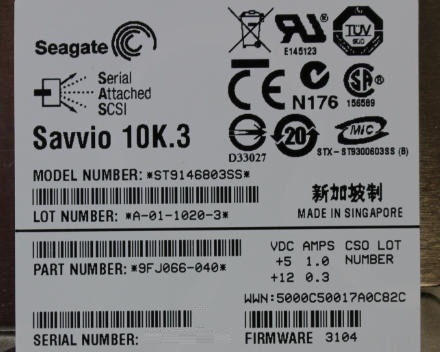 Seagate
Serial
Attached
SCSI
Savvio 10K.3
E145123
TÜV
N176
156589
D33027
20
MIC
STX-ST9300603SS (B)
MODEL NUMBER: *ST9146803SS*
LOT NUMBER: *A-01-1020-3*
新加坡制
MADE IN SINGAPORE
PART NUMBER: *9FJ066-040*
VDC AMPS CSO LOT
+5 1.0 NUMBER
+12 0.3
WWN:5000C50017A0C82C
SERIAL NUMBER:
FIRMWARE 3104